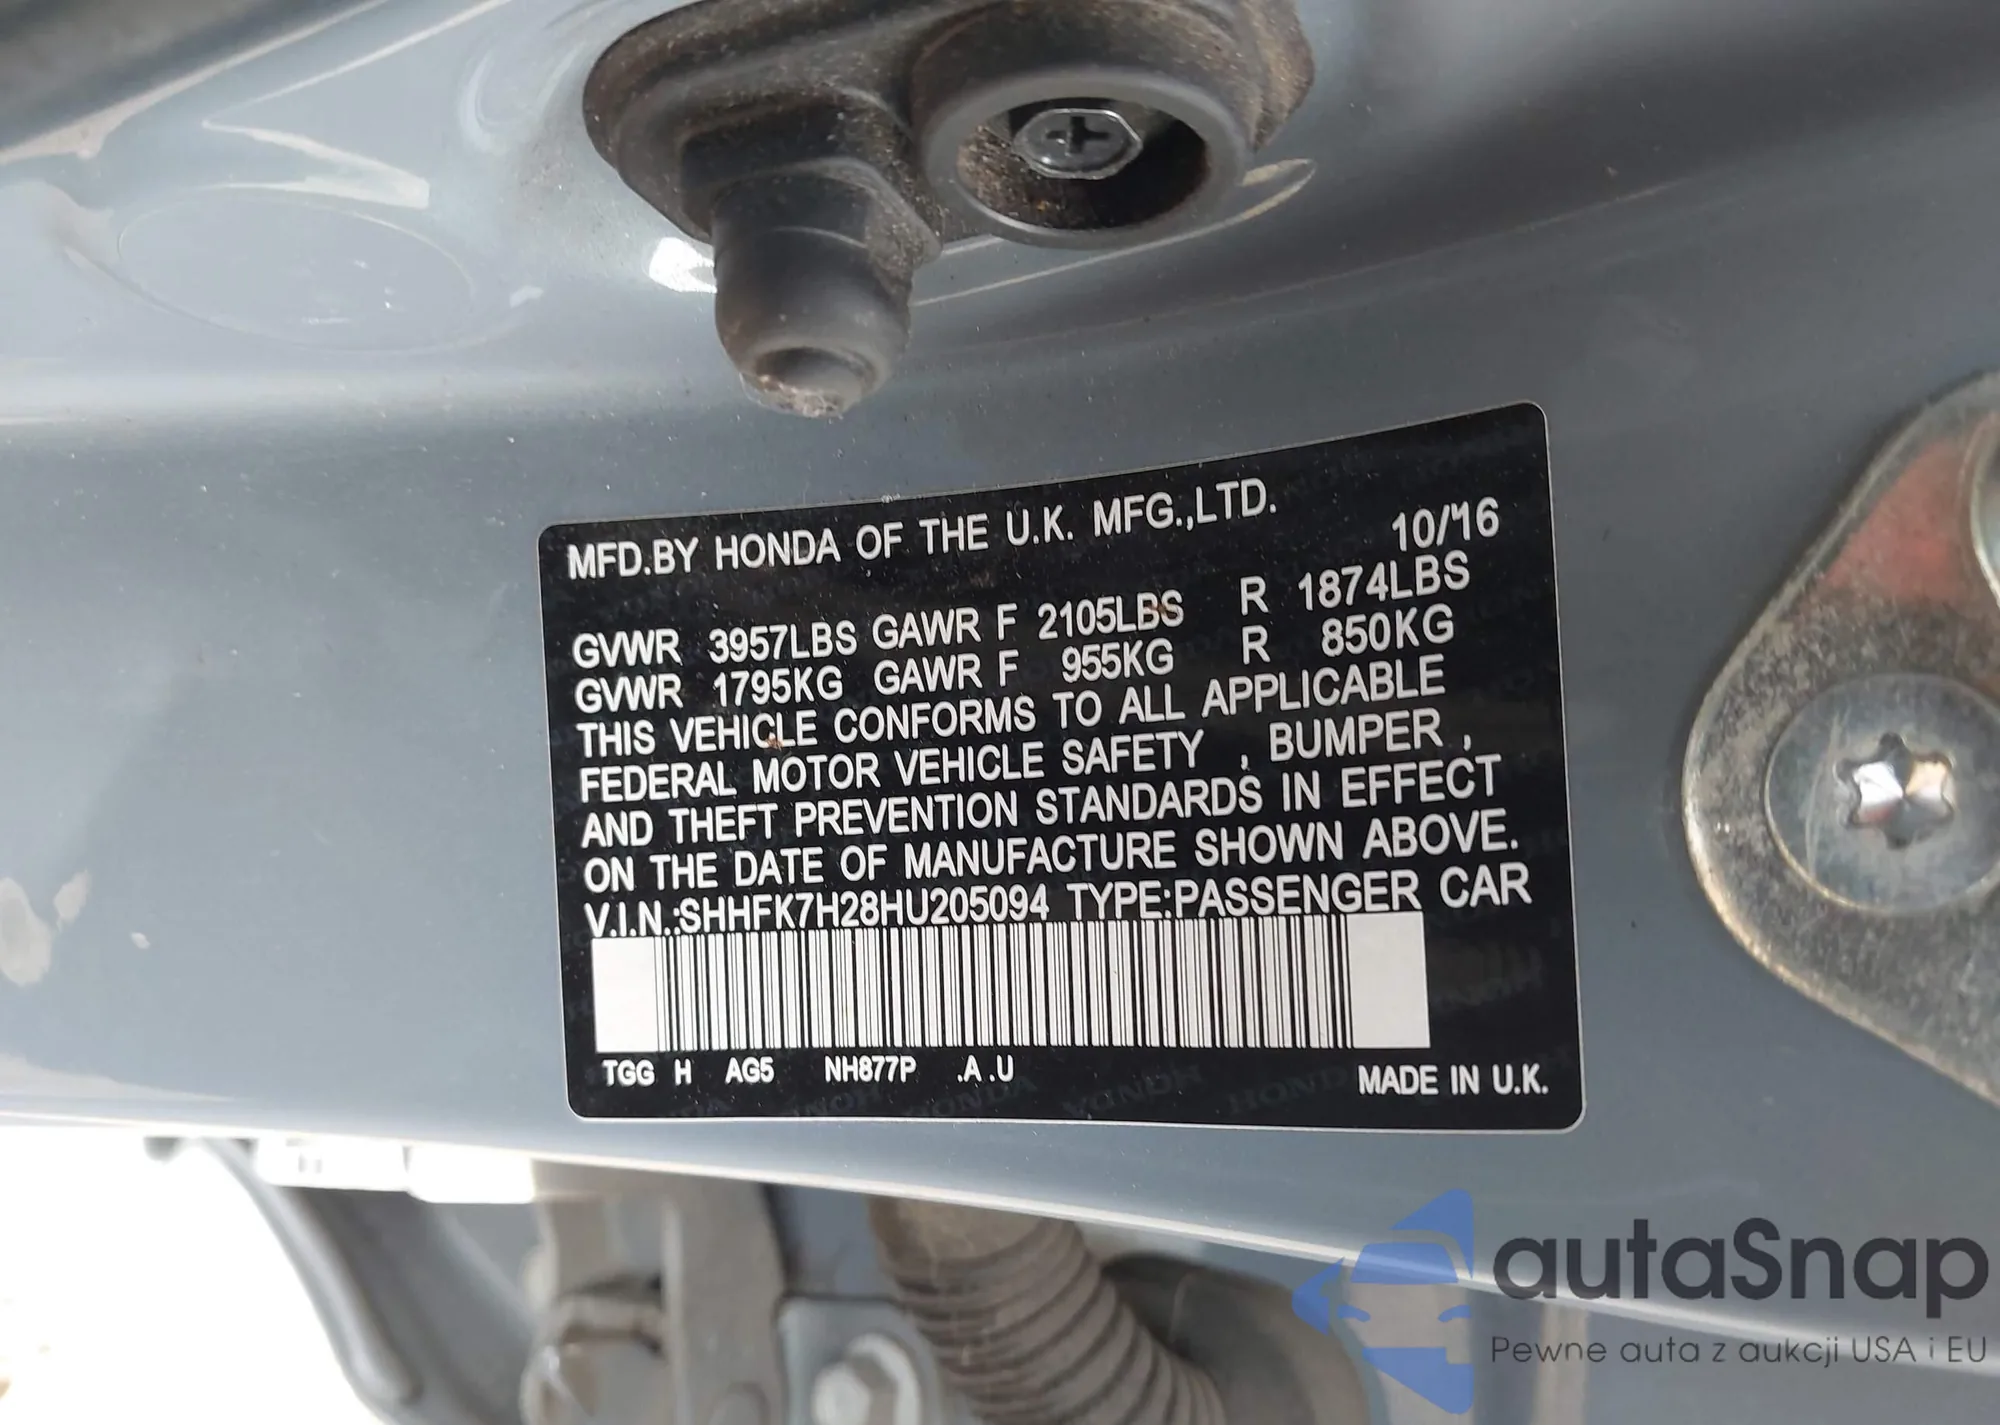 MFD.BY HONDA OF THE U.K. MFG.,LTD.
10/'16
GVWR 3957LBS GAWR F 2105LBS R 1874LBS
GVWR 1795KG GAWR F 955KG R 850KG
THIS VEHICLE CONFORMS TO ALL APPLICABLE
FEDERAL MOTOR VEHICLE SAFETY , BUMPER ,
AND THEFT PREVENTION STANDARDS IN EFFECT
ON THE DATE OF MANUFACTURE SHOWN ABOVE.
V.I.N.:SHHFK7H28HU205094 TYPE:PASSENGER CAR
TGG H AG5 NH877P .A .U
MADE IN U.K.
autaSnap
Pewne auta z aukcji USA i EU